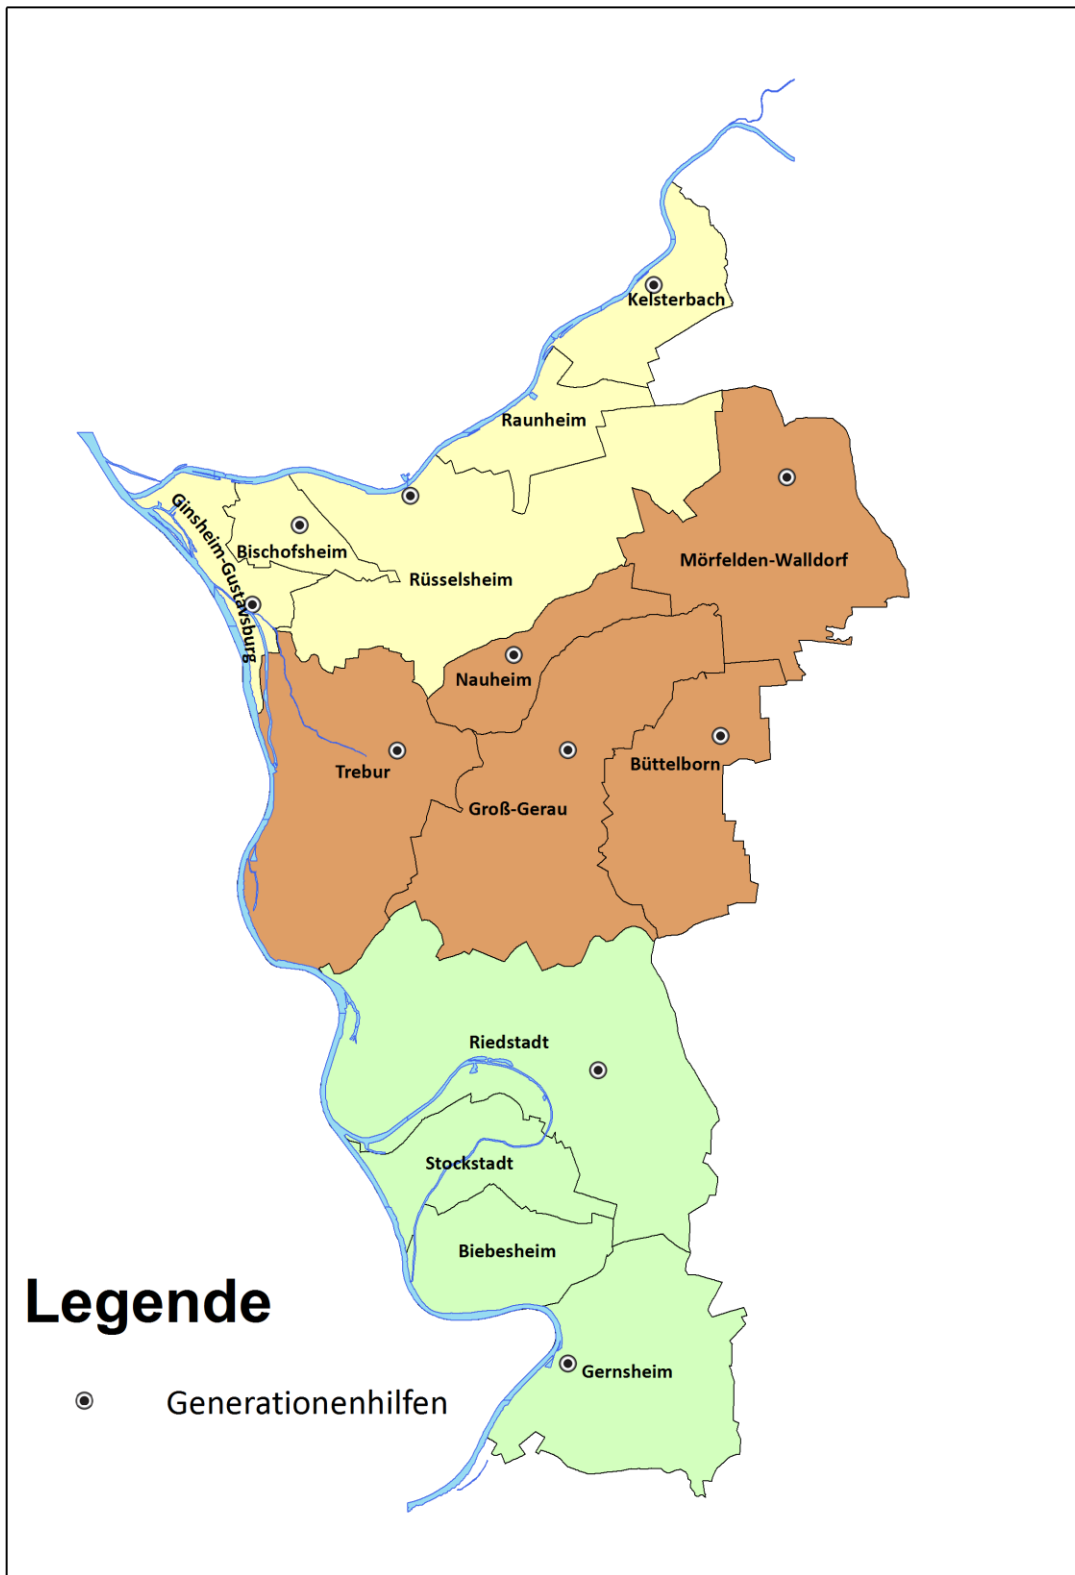 Kelsterbach
Raunheim
Ginsheim-Gustavsburg
Bischofsheim
Rüsselsheim
Mörfelden-Walldorf
Nauheim
Trebur
Groß-Gerau
Büttelborn
Riedstadt
Stockstadt
Biebesheim
Gernsheim
Legende
Generationenhilfen